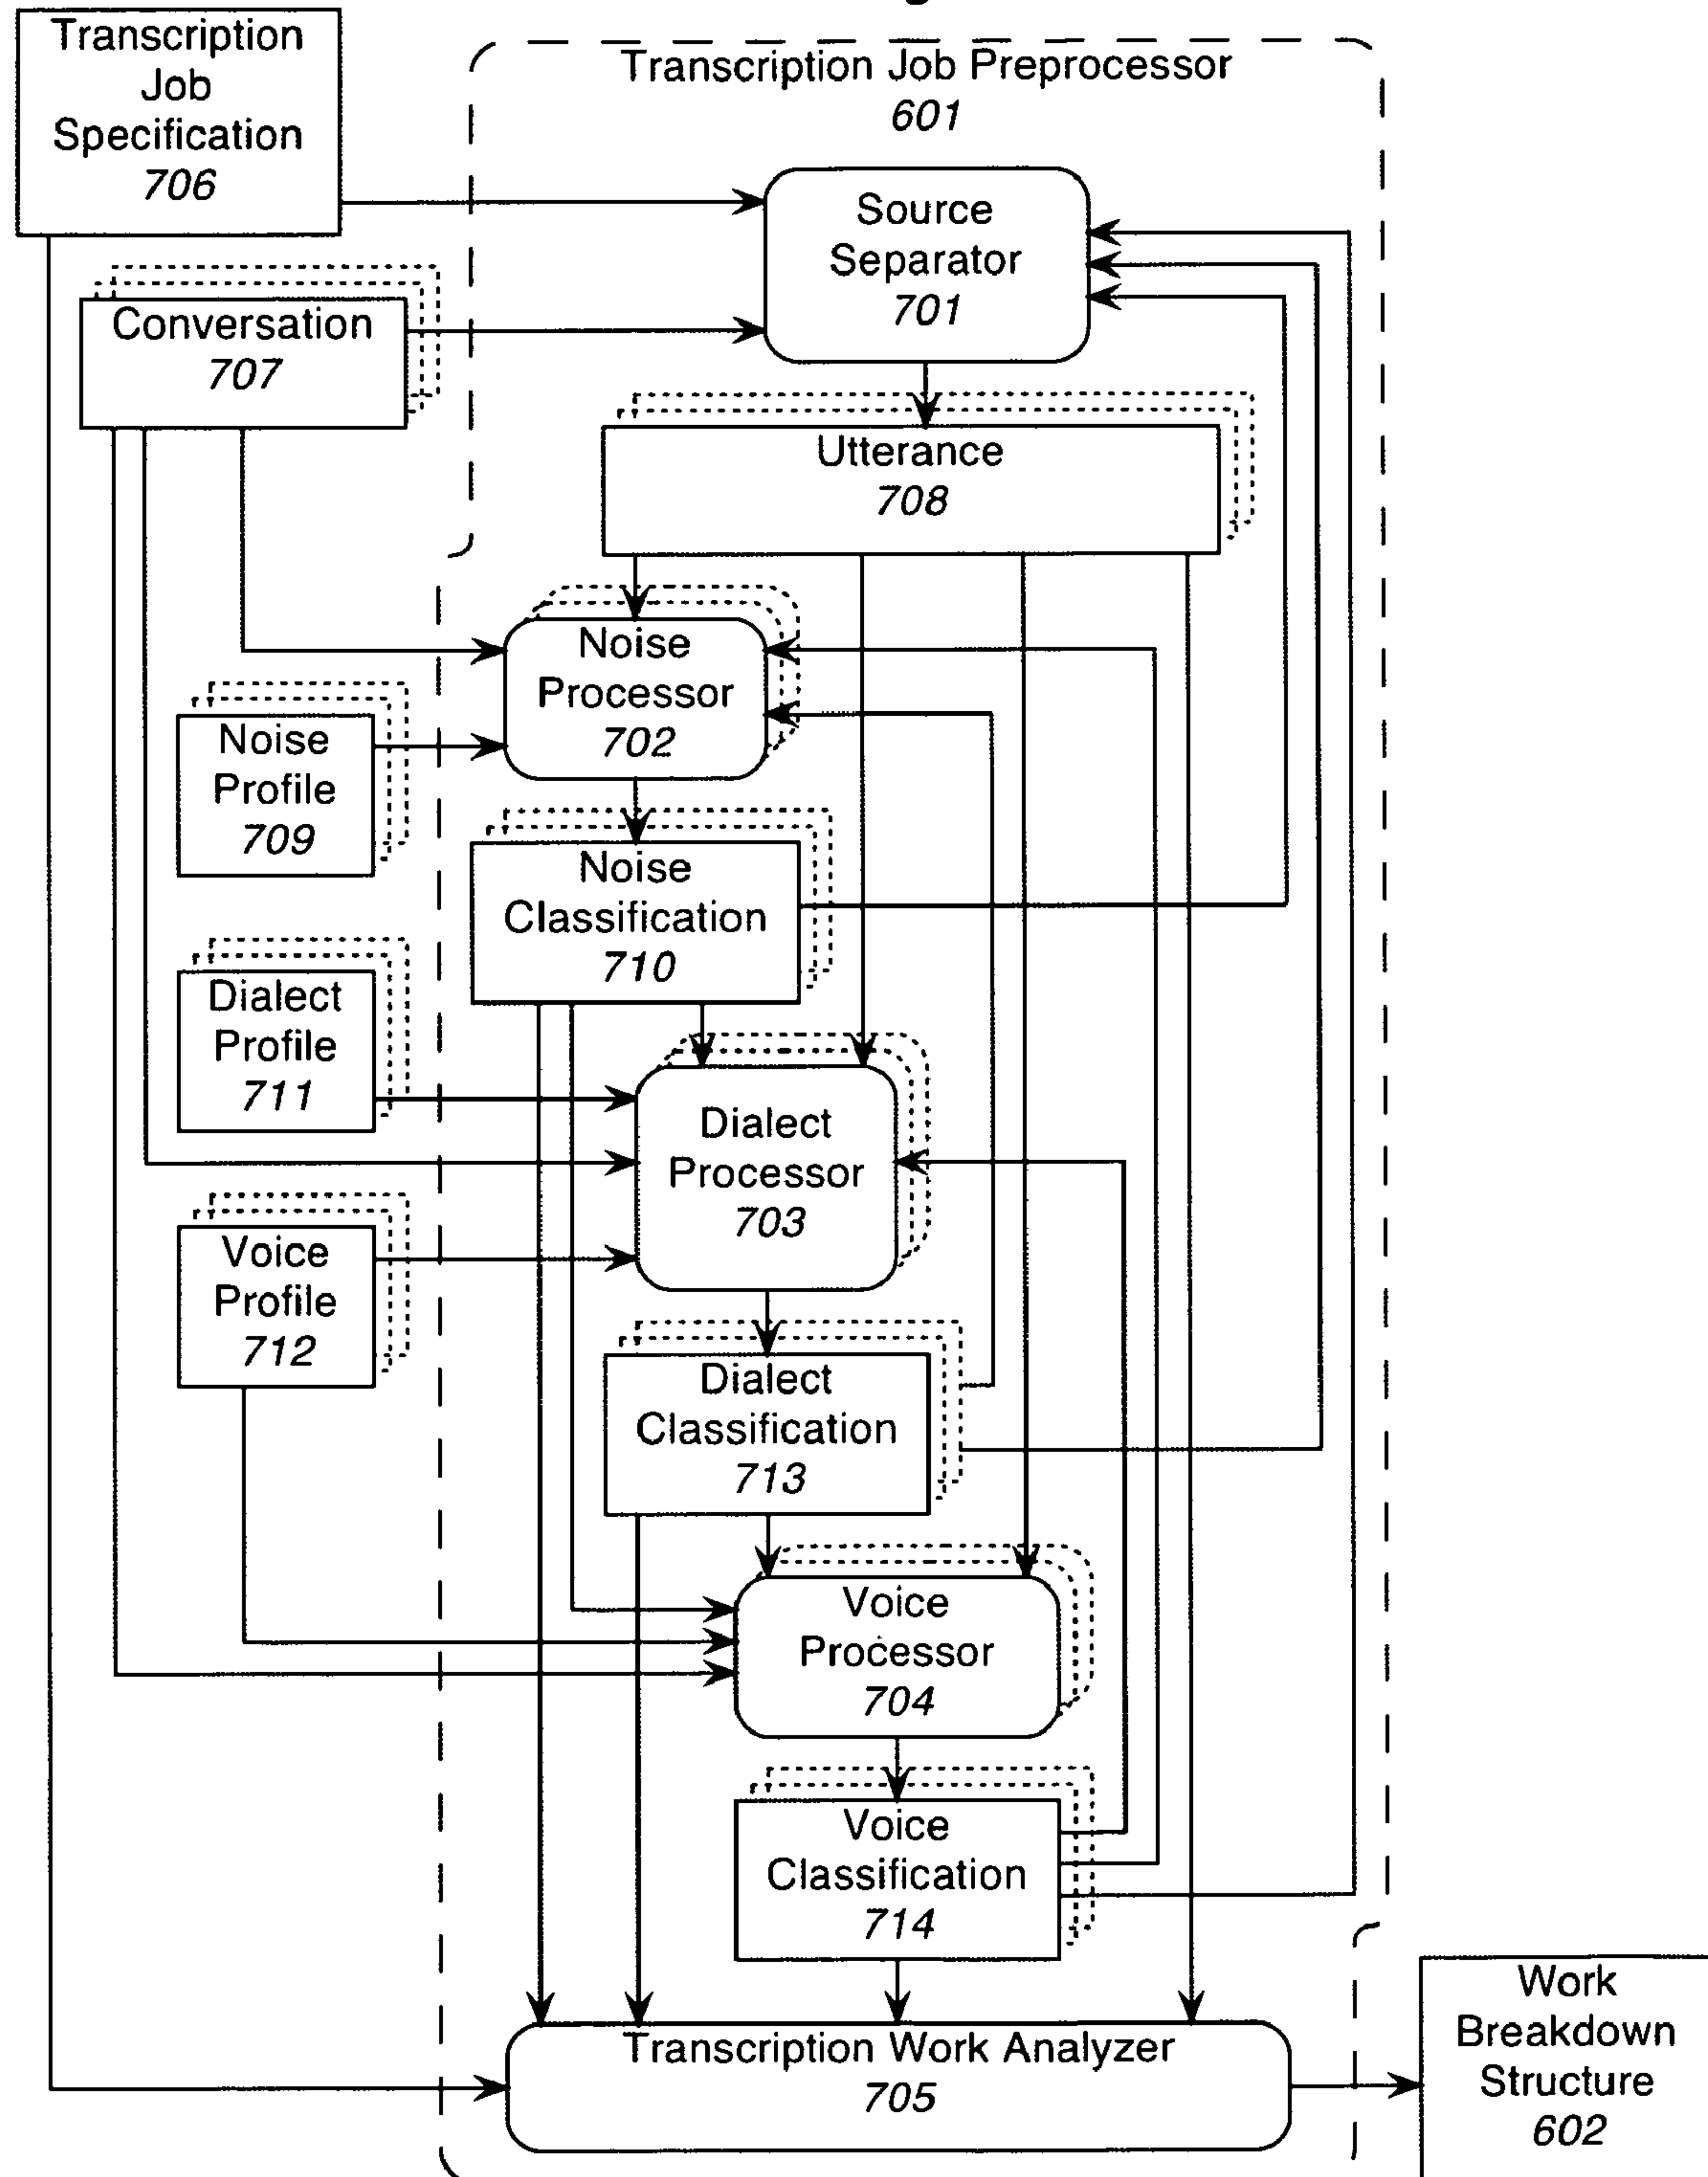 Transcription
Job
Specification
706
Transcription Job Preprocessor
601
Source
Separator
701
Conversation
707
Utterance
708
Noise
Processor
702
Noise
Profile
709
Noise
Classification
710
Dialect
Profile
711
Dialect
Processor
703
Voice
Profile
712
Dialect
Classification
713
Voice
Processor
704
Voice
Classification
714
Transcription Work Analyzer
705
Work
Breakdown
Structure
602